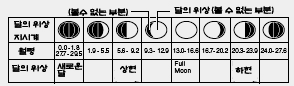 (볼수 없는 부분) 달의 위상 (볼수 있는 부분)
달의 위상
지시계
월령 0.0 - 1.8 1.9 - 5.5 5.6 - 9.2 9.3 - 12.9 13.0-16.6 16.7-20.2 20.3-23.9 24.0-27.6
27.7-29.5
달의 위상 새로운 상현 Full 하현
달 Moon